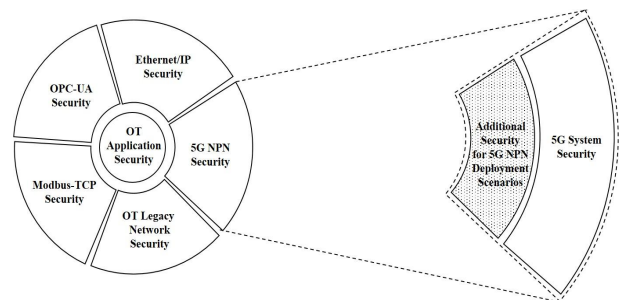 Ethernet/IP
Security
OPC-UA
Security
OT
Application
Security
5G NPN
Security
Modbus-TCP
Security
OT Legacy
Network
Security
Additional
Security
for 5G NPN
Deployment
Scenarios
5G System
Security